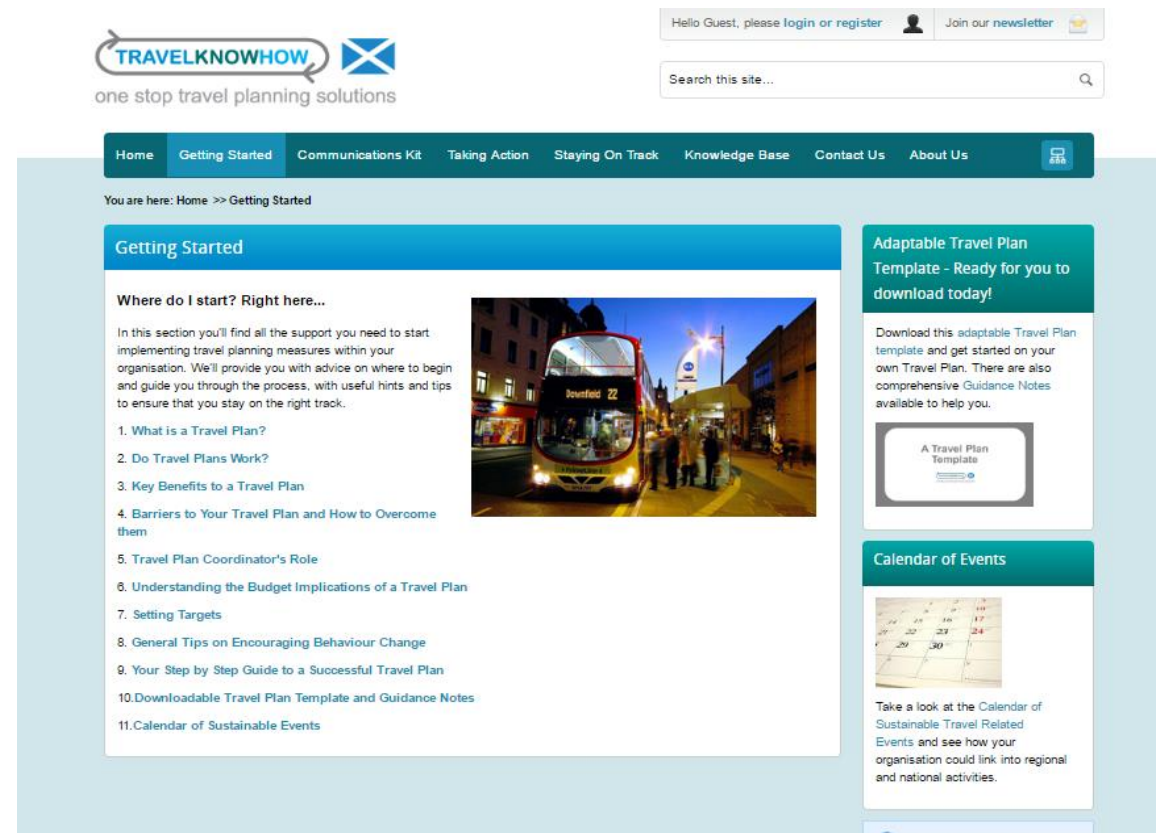 Hello Guest, please login or register
Join our newsletter
TRAVELKNOWHOW
one stop travel planning solutions
Search this site...
Home Getting Started Communications Kit Taking Action Staying On Track Knowledge Base Contact Us About Us
You are here: Home >> Getting Started
Getting Started
Where do I start? Right here...
In this section you'll find all the support you need to start
implementing travel planning measures within your
organisation. We'll provide you with advice on where to begin
and guide you through the process, with useful hints and tips
to ensure that you stay on the right track.
1. What is a Travel Plan?
2. Do Travel Plans Work?
3. Key Benefits to a Travel Plan
4. Barriers to Your Travel Plan and How to Overcome
them
5. Travel Plan Coordinator's Role
6. Understanding the Budget Implications of a Travel Plan
7. Setting Targets
8. General Tips on Encouraging Behaviour Change
9. Your Step by Step Guide to a Successful Travel Plan
10.Downloadable Travel Plan Template and Guidance Notes
11.Calendar of Sustainable Events
Downfield 22
Adaptable Travel Plan
Template - Ready for you to
download today!
Download this adaptable Travel Plan
template and get started on your
own Travel Plan. There are also
comprehensive Guidance Notes
available to help you.
A Travel Plan
Template
Calendar of Events
15 16 17
22 23 24
29 30
Take a look at the Calendar of
Sustainable Travel Related
Events and see how your
organisation could link into regional
and national activities.